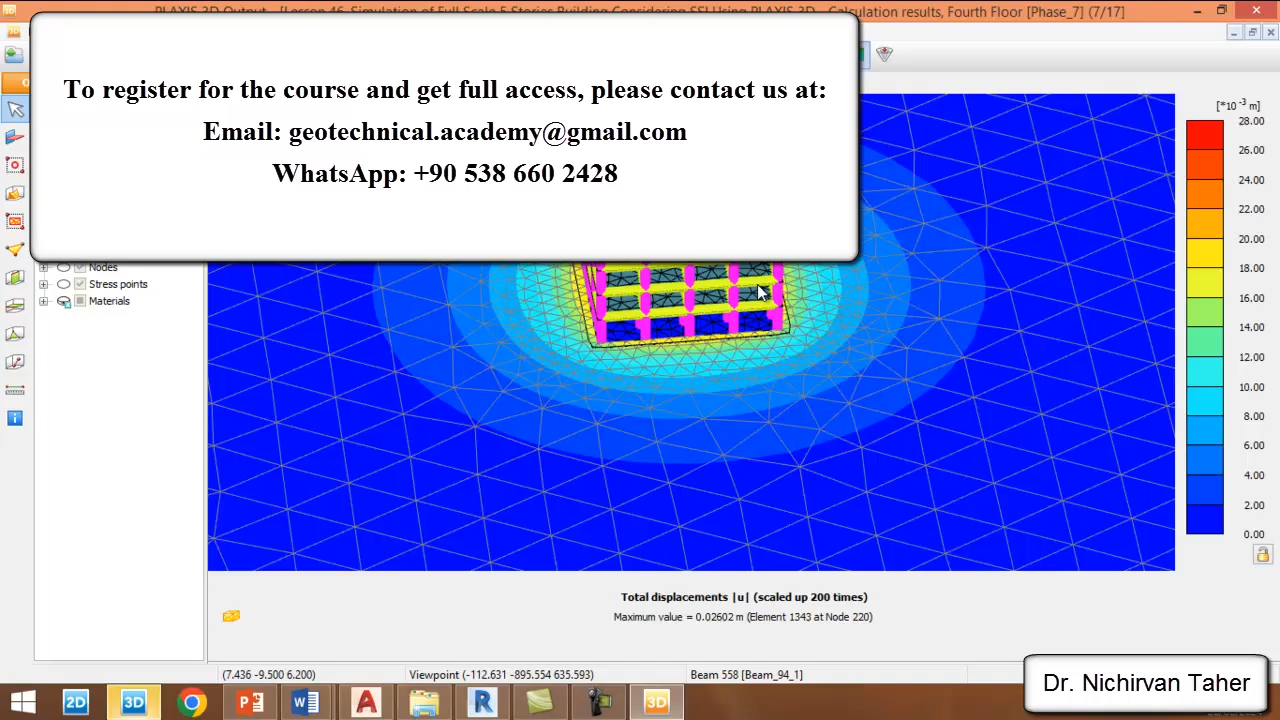 PLAXIS 3D Output - [Lesson 46. Simulation of Full Scale 5 Stories Building Considering SSI Using PLAXIS 3D - Calculation results, Fourth Floor [Phase_7] (7/17)
To register for the course and get full access, please contact us at:
Email: geotechnical.academy@gmail.com
WhatsApp: +90 538 660 2428
Nodes
Stress points
Materials
[*10 -3 m]
28.00
26.00
24.00
22.00
20.00
18.00
16.00
14.00
12.00
10.00
8.00
6.00
4.00
2.00
0.00
Total displacements |u| (scaled up 200 times)
Maximum value = 0.02602 m (Element 1343 at Node 220)
(7.436 -9.500 6.200)
Viewpoint (-112.631 -895.554 635.593)
Beam 558 [Beam_94_1]
Dr. Nichirvan Taher
2D
3D
3D